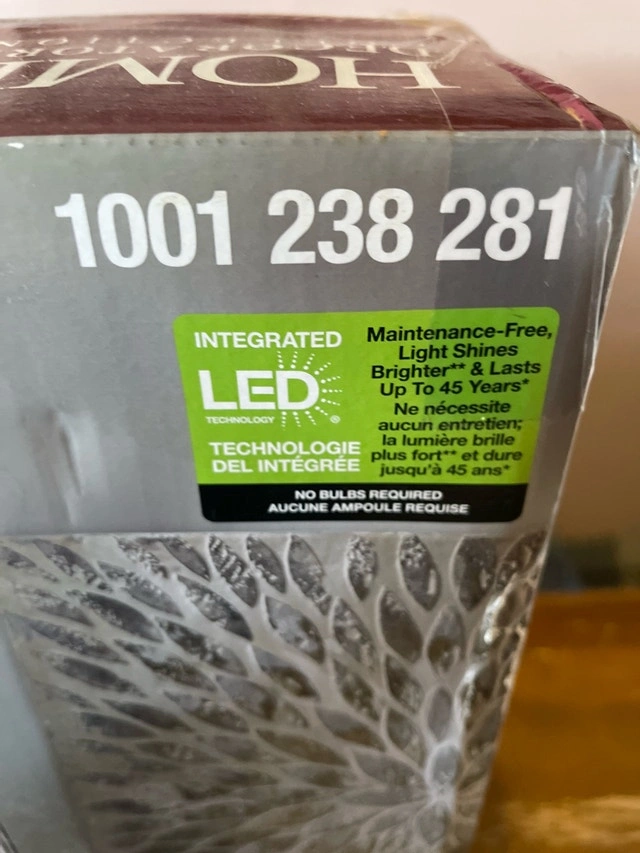 HOME
DECORATORS
1001 238 281
INTEGRATED
LED
TECHNOLOGY ®
TECHNOLOGIE
DEL INTÉGRÉE
Maintenance-Free,
Light Shines
Brighter** & Lasts
Up To 45 Years*
Ne nécessite
aucun entretien;
la lumière brille
plus fort** et dure
jusqu'à 45 ans*
NO BULBS REQUIRED
AUCUNE AMPOULE REQUISE